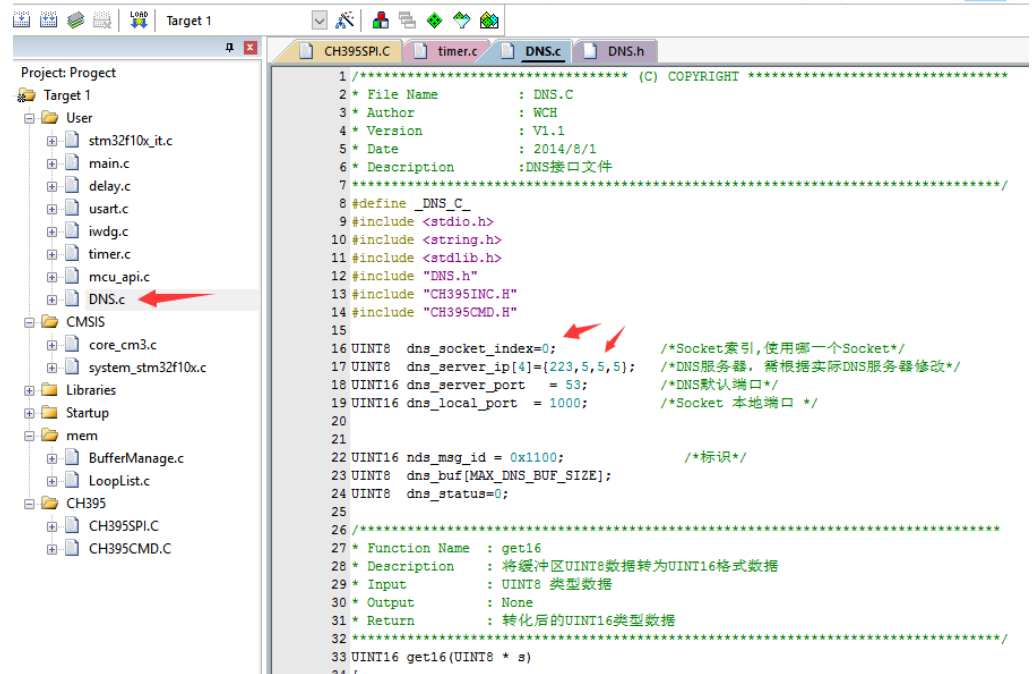 LOAD
Target 1
Project: Progect
Target 1
User
stm32f10x_it.c
main.c
delay.c
usart.c
iwdg.c
timer.c
mcu_api.c
DNS.c
CMSIS
core_cm3.c
system_stm32f10x.c
Libraries
Startup
mem
BufferManage.c
LoopList.c
CH395
CH395SPI.C
CH395CMD.C
CH395SPI.C timer.c DNS.c DNS.h
1 /********************************** (C) COPYRIGHT *********************************
2 * File Name : DNS.C
3 * Author : WCH
4 * Version : V1.1
5 * Date : 2014/8/1
6 * Description :DNS接口文件
7 **********************************************************************************/
8 #define _DNS_C_
9 #include <stdio.h>
10 #include <string.h>
11 #include <stdlib.h>
12 #include "DNS.h"
13 #include "CH395INC.H"
14 #include "CH395CMD.H"
15
16 UINT8 dns_socket_index=0; /*Socket索引,使用哪一个Socket*/
17 UINT8 dns_server_ip[4]={223,5,5,5}; /*DNS服务器，需根据实际DNS服务器修改*/
18 UINT16 dns_server_port = 53; /*DNS默认端口*/
19 UINT16 dns_local_port = 1000; /*Socket 本地端口 */
20
21
22 UINT16 nds_msg_id = 0x1100; /*标识*/
23 UINT8 dns_buf[MAX_DNS_BUF_SIZE];
24 UINT8 dns_status=0;
25
26 /*********************************************************************************
27 * Function Name : get16
28 * Description : 将缓冲区UINT8数据转为UINT16格式数据
29 * Input : UINT8 类型数据
30 * Output : None
31 * Return : 转化后的UINT16类型数据
32 **********************************************************************************/
33 UINT16 get16(UINT8 * s)